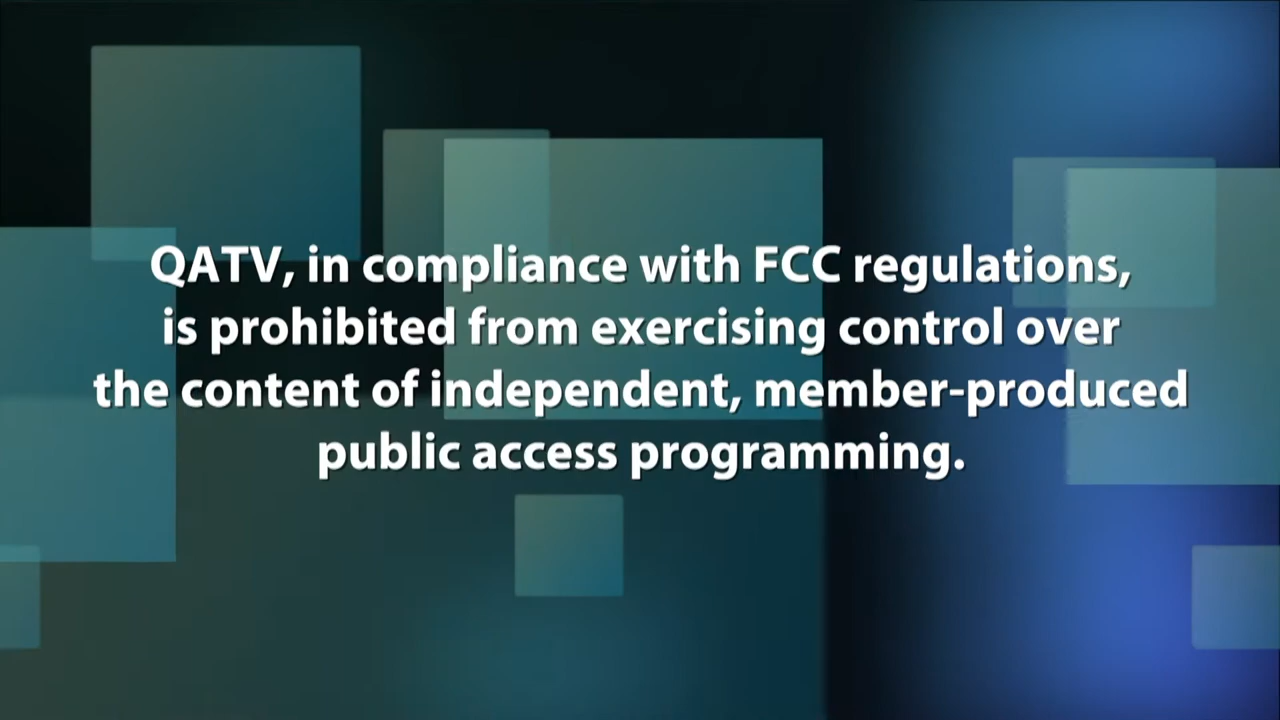 QATV, in compliance with FCC regulations,
is prohibited from exercising control over
the content of independent, member-produced
public access programming.